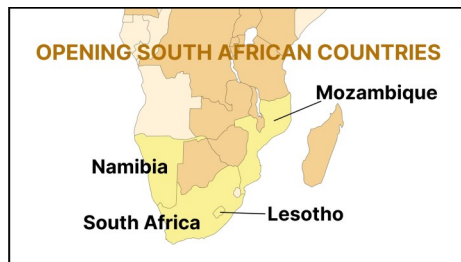 OPENING SOUTH AFRICAN COUNTRIES
Mozambique
Namibia
Lesotho
South Africa